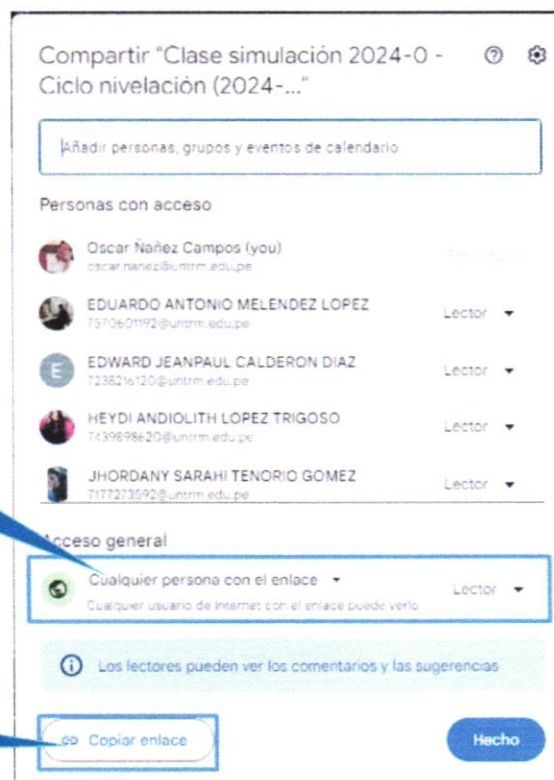 Compartir "Clase simulación 2024-0 -
Ciclo nivelación (2024-..."
Añadir personas, grupos y eventos de calendario
Personas con acceso
Oscar Ñañez Campos (you)
oscar.nanez@untrm.edu.pe
Propietario
EDUARDO ANTONIO MELENDEZ LOPEZ
7570601192@untrm.edu.pe
Lector
E
EDWARD JEANPAUL CALDERON DIAZ
7238216120@untrm.edu.pe
Lector
HEYDI ANDIOLITH LOPEZ TRIGOSO
7439898620@untrm.edu.pe
Lector
JHORDANY SARAHI TENORIO GOMEZ
7177273592@untrm.edu.pe
Lector
Acceso general
Cualquier persona con el enlace
Lector
Cualquier usuario de Internet con el enlace puede verlo
Los lectores pueden ver los comentarios y las sugerencias
Copiar enlace
Hecho